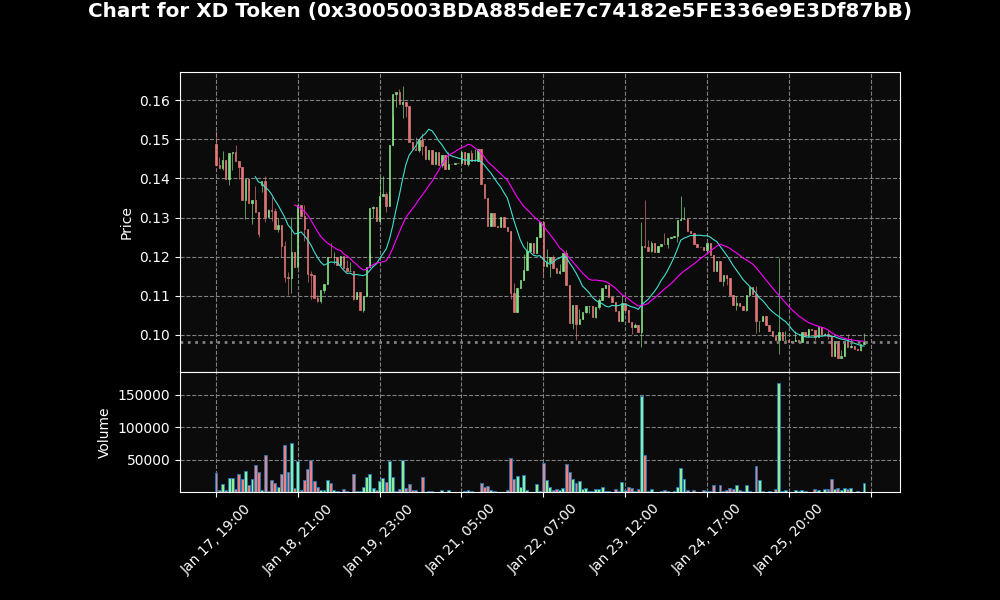 Chart for XD Token (0x3005003BDA885deE7c74182e5FE336e9E3Df87bB)
0.16
0.15
0.14
0.13
0.12
0.11
0.10
Price
150000
100000
50000
Volume
Jan 17, 19:00
Jan 18, 21:00
Jan 19, 23:00
Jan 21, 05:00
Jan 22, 07:00
Jan 23, 12:00
Jan 24, 17:00
Jan 25, 20:00